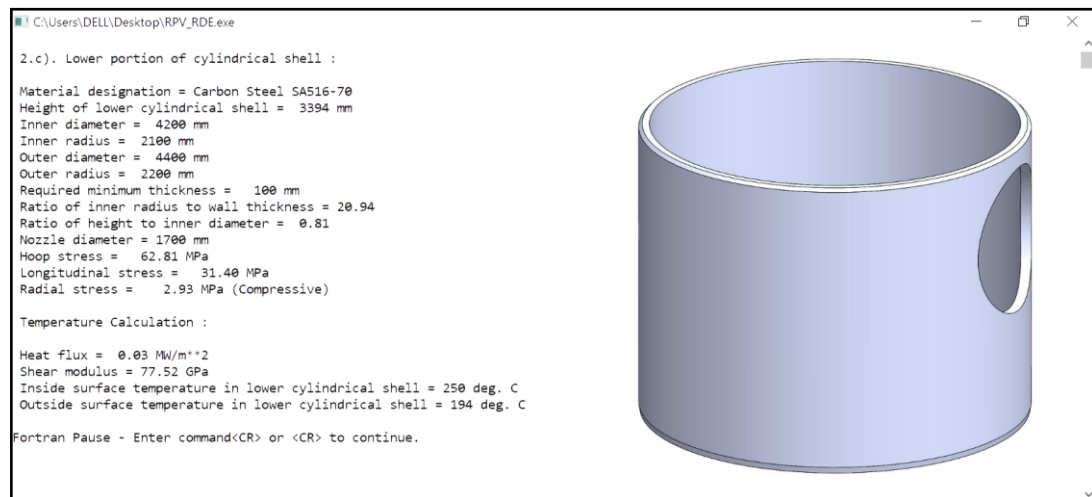 C:\Users\DELL\Desktop\RPV_RDE.exe
2.c). Lower portion of cylindrical shell :
Material designation = Carbon Steel SA516-70
Height of lower cylindrical shell =  3394 mm
Inner diameter =  4200 mm
Inner radius =  2100 mm
Outer diameter =  4400 mm
Outer radius =  2200 mm
Required minimum thickness =   100 mm
Ratio of inner radius to wall thickness = 20.94
Ratio of height to inner diameter =  0.81
Nozzle diameter = 1700 mm
Hoop stress =   62.81 MPa
Longitudinal stress =   31.40 MPa
Radial stress =    2.93 MPa (Compressive)
Temperature Calculation :
Heat flux =  0.03 MW/m**2
Shear modulus = 77.52 GPa
Inside surface temperature in lower cylindrical shell = 250 deg. C
Outside surface temperature in lower cylindrical shell = 194 deg. C
Fortran Pause - Enter command<CR> or <CR> to continue.